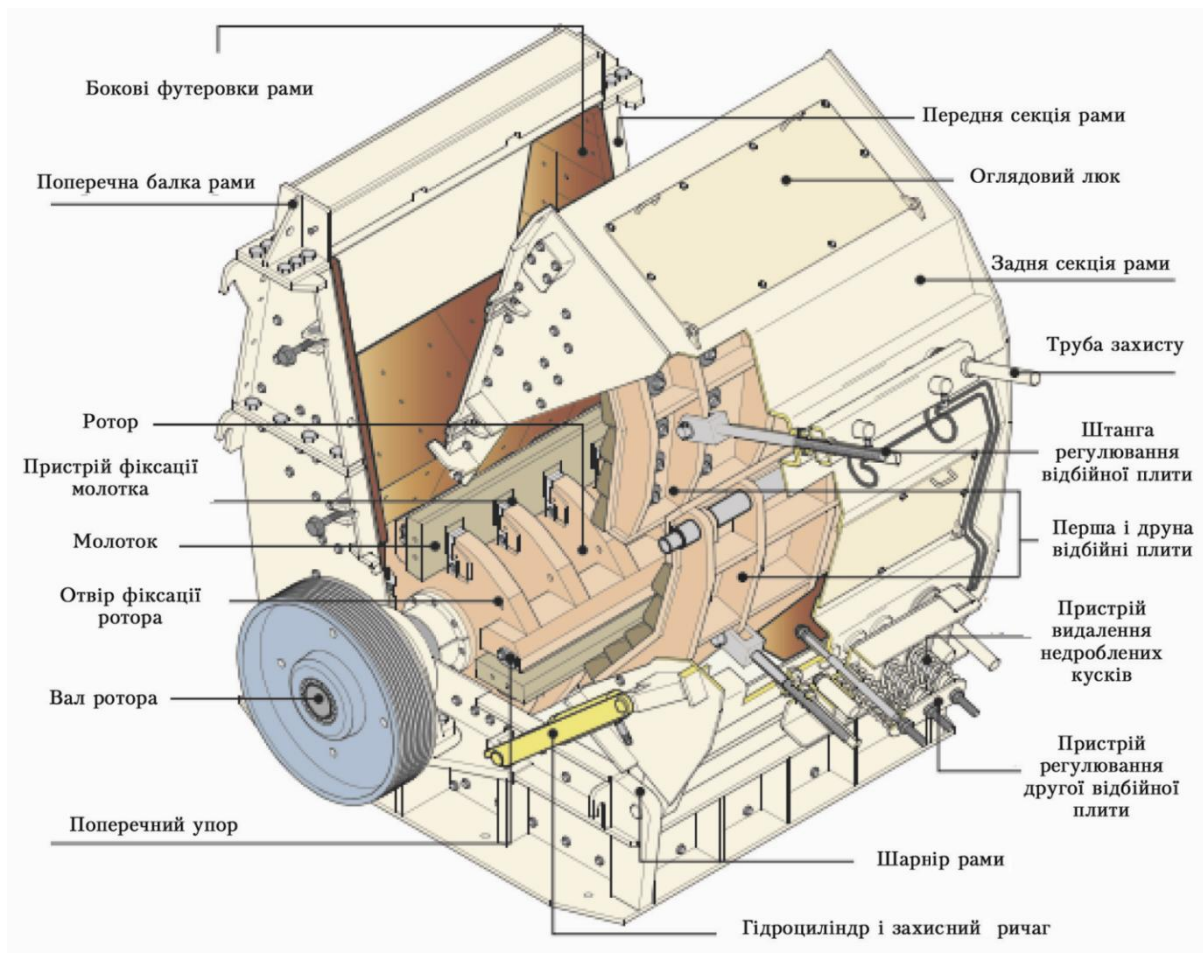 Бокові футеровки рами
Поперечна балка рами
Ротор
Пристрій фіксації
молотка
Молоток
Отвір фіксації
ротора
Вал ротора
Поперечний упор
Передня секція рами
Оглядовий люк
Задня секція рами
Труба захисту
Штанга
регулювання
відбійної плити
Перша і друна
відбійні плити
Пристрій
видалення
недроблених
кусків
Пристрій
регулювання
другої відбійної
плити
Шарнір рами
Гідроциліндр і захисний ричаг